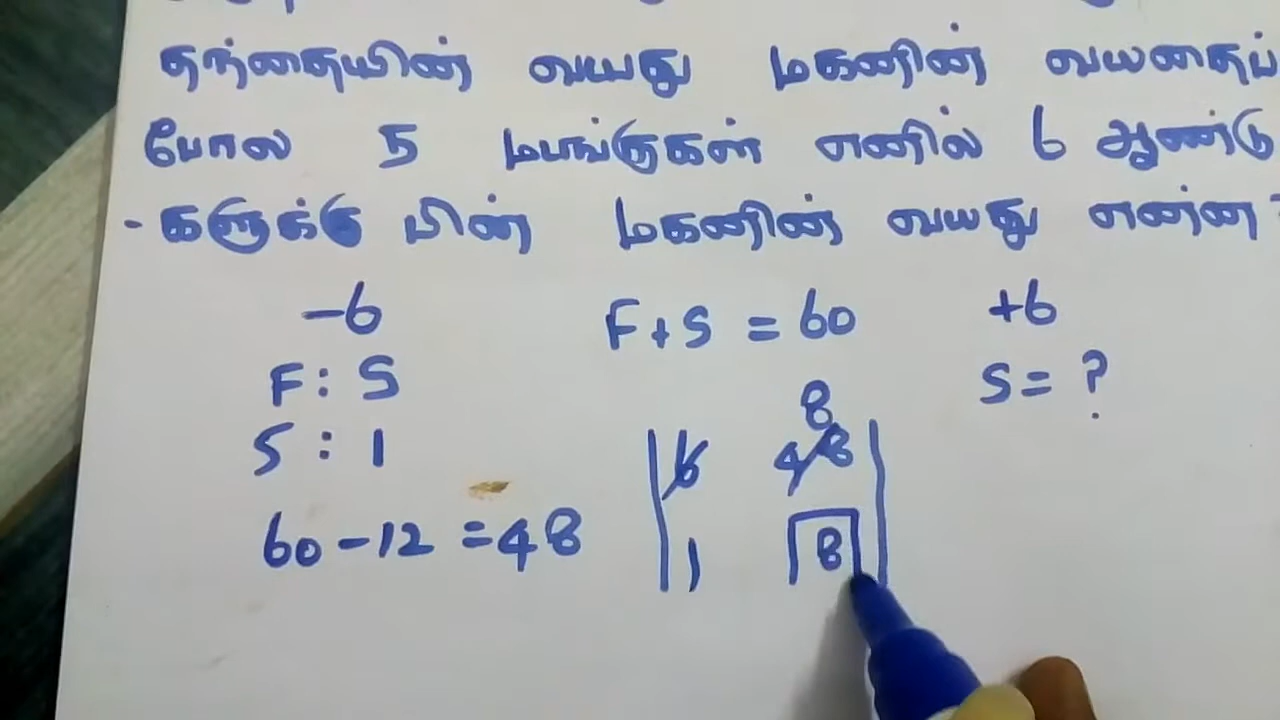 தந்தையின் வயது மகனின் வயதைப்
போல 5 மடங்குகள் எனில் 6 ஆண்டு
-களுக்கு பின் மகனின் வயது என்ன?
-6 F+S = 60 +6
F : S S = ?
8
5 : 1 6 48
60 - 12 = 48 1 8